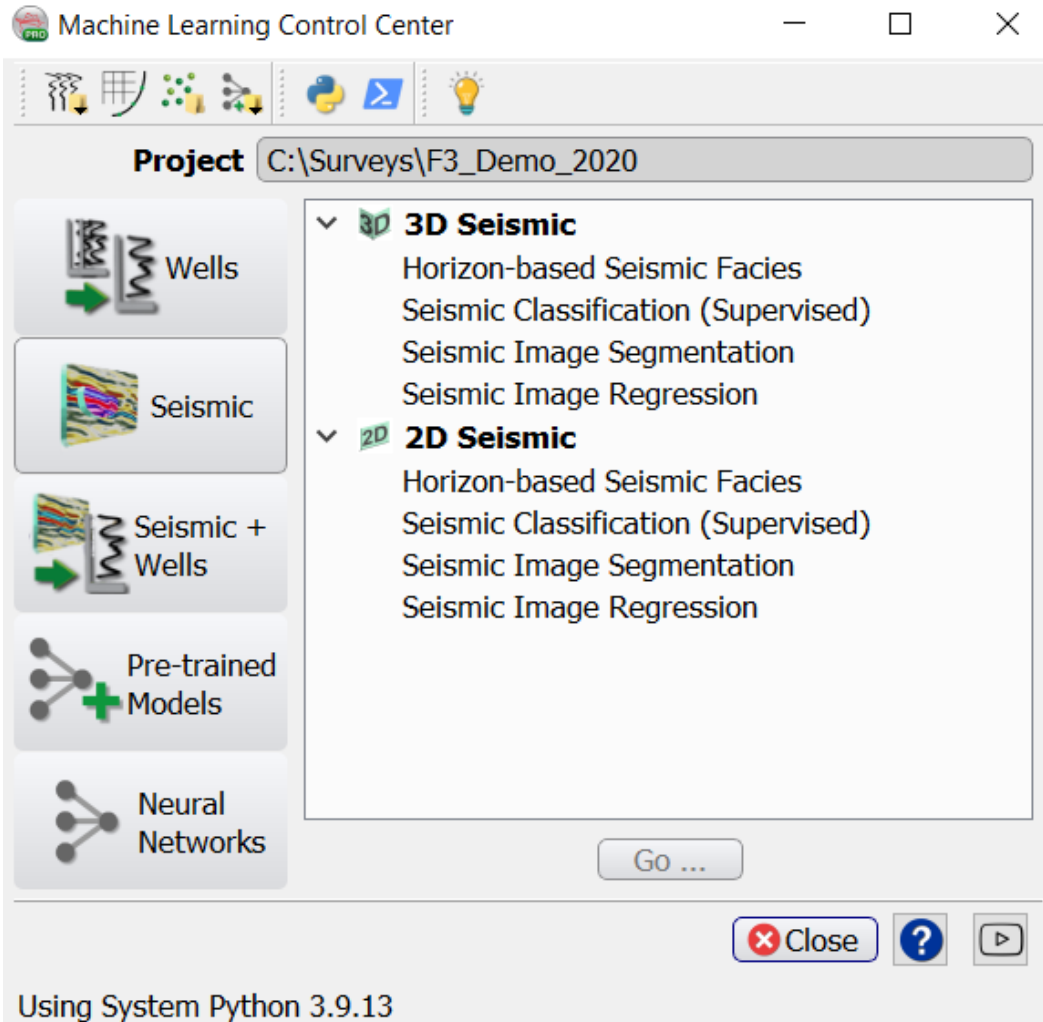 Machine Learning Control Center
Project C:\Surveys\F3_Demo_2020
Wells
Seismic
Seismic +
Wells
Pre-trained
Models
Neural
Networks
3D 3D Seismic
Horizon-based Seismic Facies
Seismic Classification (Supervised)
Seismic Image Segmentation
Seismic Image Regression
2D 2D Seismic
Horizon-based Seismic Facies
Seismic Classification (Supervised)
Seismic Image Segmentation
Seismic Image Regression
Go ...
Close ?
Using System Python 3.9.13